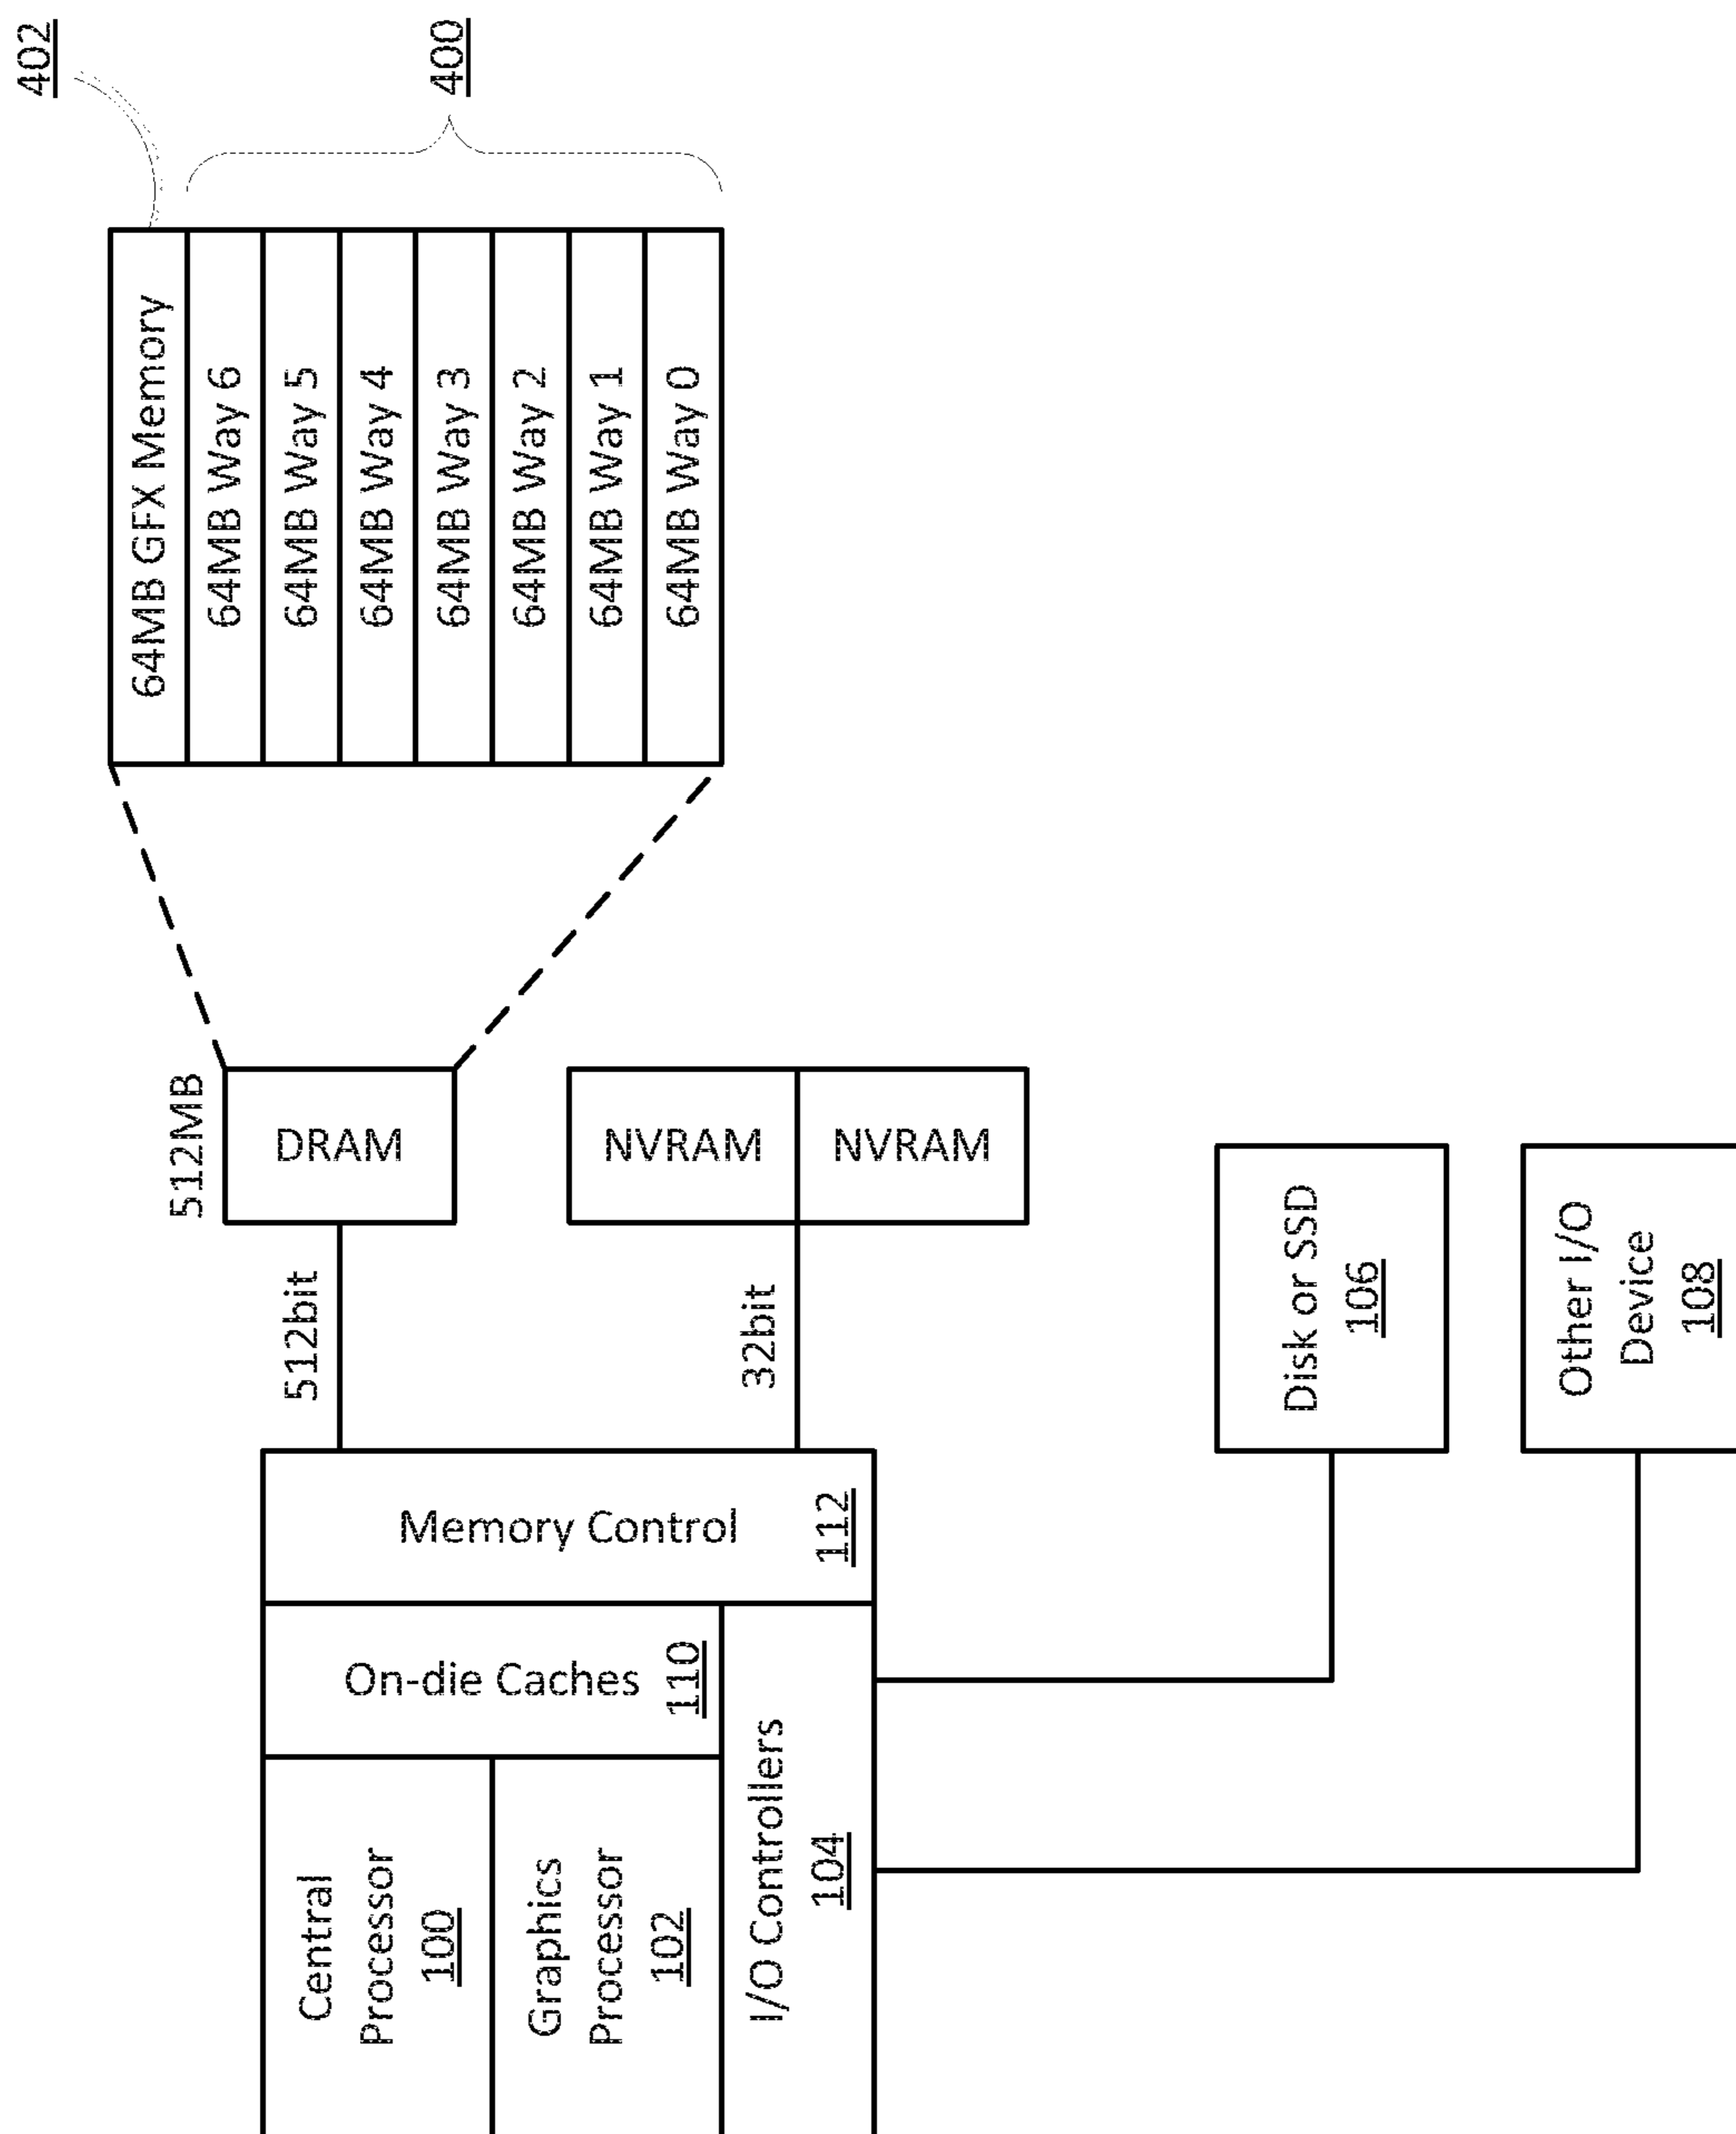 402
400
64MB GFX Memory
64MB Way 6
64MB Way 5
64MB Way 4
64MB Way 3
64MB Way 2
64MB Way 1
64MB Way 0
512MB
DRAM
NVRAM
NVRAM
512bit
32bit
Disk or SSD
106
Other I/O
Device
108
Memory Control
112
On-die Caches
110
Central
Processor
100
Graphics
Processor
102
I/O Controllers
104